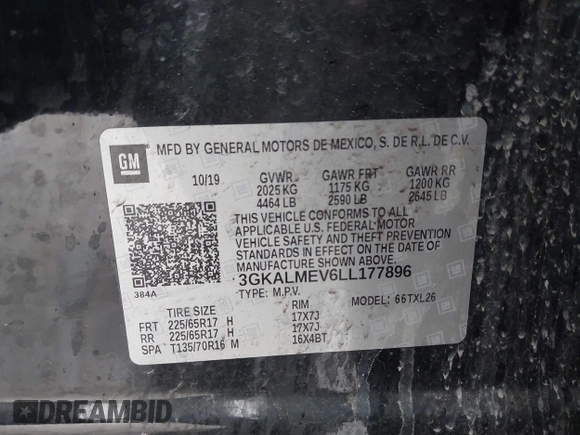 GM
MFD BY GENERAL MOTORS DE MEXICO, S. DE R.L. DE C.V.
10/19 GVWR GAWR FRT GAWR RR
2025 KG 1175 KG 1200 KG
4464 LB 2590 LB 2645 LB
THIS VEHICLE CONFORMS TO ALL
APPLICABLE U.S. FEDERAL MOTOR
VEHICLE SAFETY AND THEFT PREVENTION
STANDARDS IN EFFECT ON THE DATE
OF MANUFACTURE SHOWN ABOVE.
3GKALMEV6LL177896
384A
TYPE: M.P.V. MODEL: 66TXL26
TIRE SIZE RIM
FRT 225/65R17 H 17X7J
RR 225/65R17 H 17X7J
SPA T135/70R16 M 16X4BT
DREAMBID